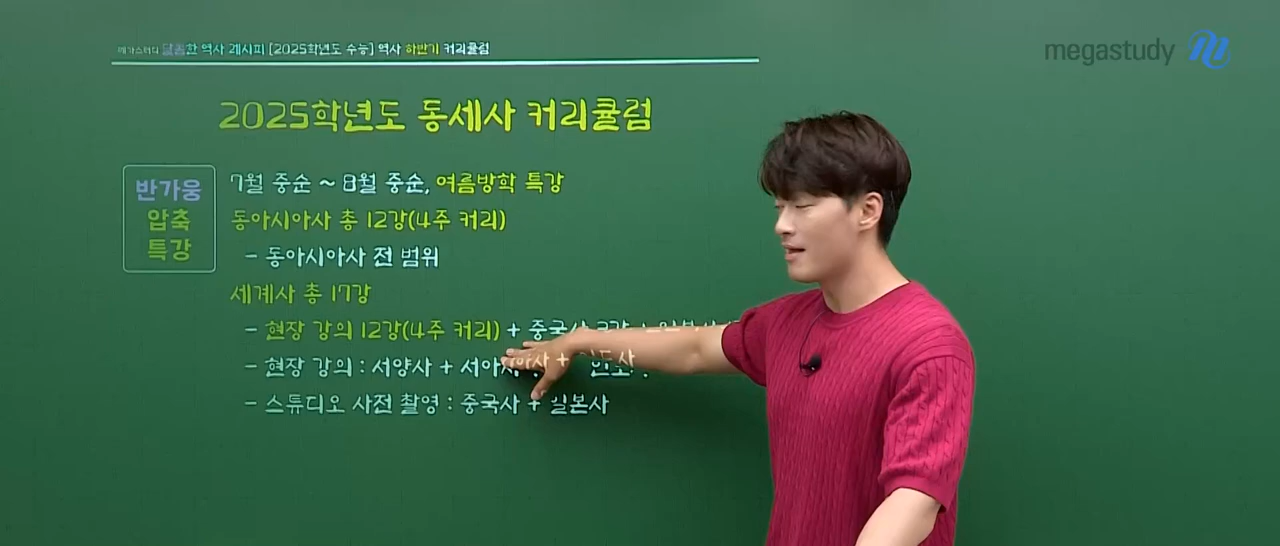 메가스터디 달콤한 역사 레시피 [2025학년도 수능] 역사 하반기 커리큘럼
megastudy
2025학년도 동세사 커리큘럼
반가웅
압축
특강
7월 중순 ~ 8월 중순, 여름방학 특강
동아시아사 총 12강(4주 커리)
- 동아시아사 전 범위
세계사 총 17강
- 현장 강의 12강(4주 커리) + 중국사
- 현장 강의 : 서양사 + 서아시아사 + 인도사
- 스튜디오 사전 촬영 : 중국사 + 일본사